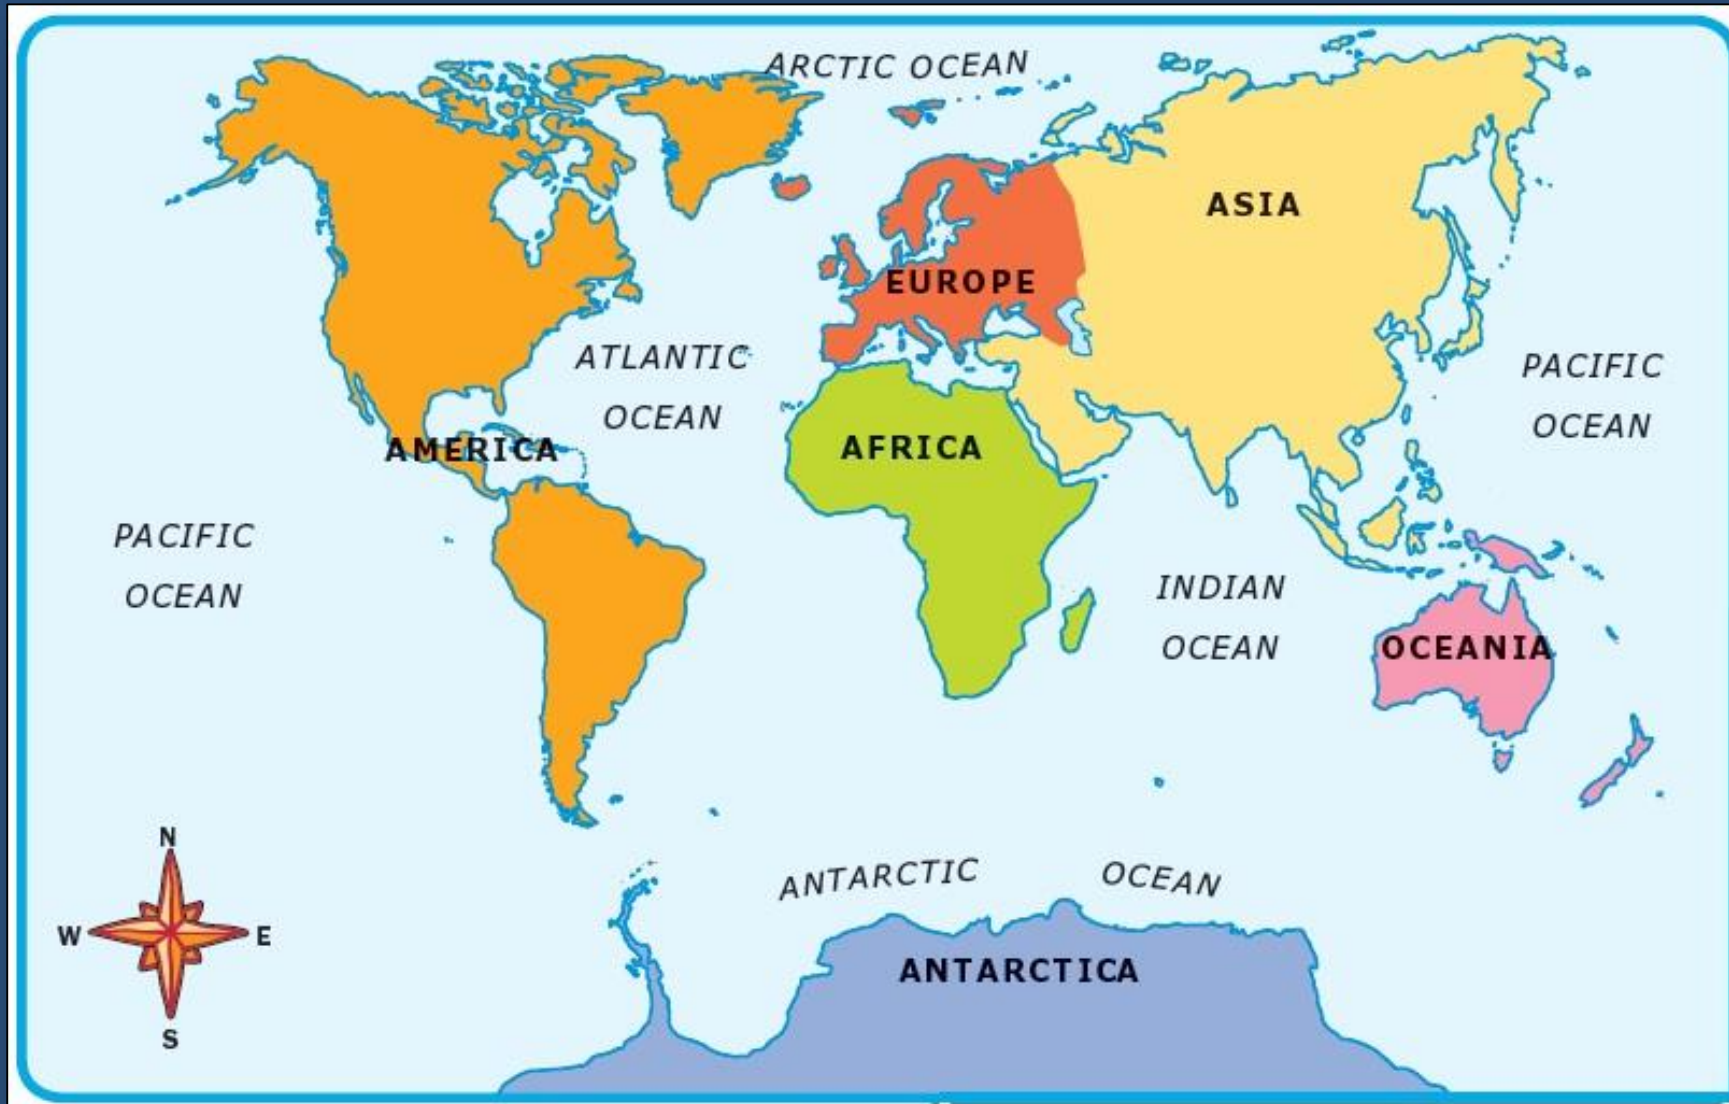 ARCTIC OCEAN
ASIA
EUROPE
ATLANTIC
OCEAN
PACIFIC
OCEAN
AMERICA
AFRICA
PACIFIC
OCEAN
INDIAN
OCEAN
OCEANIA
ANTARCTIC OCEAN
ANTARCTICA
N
W E
S